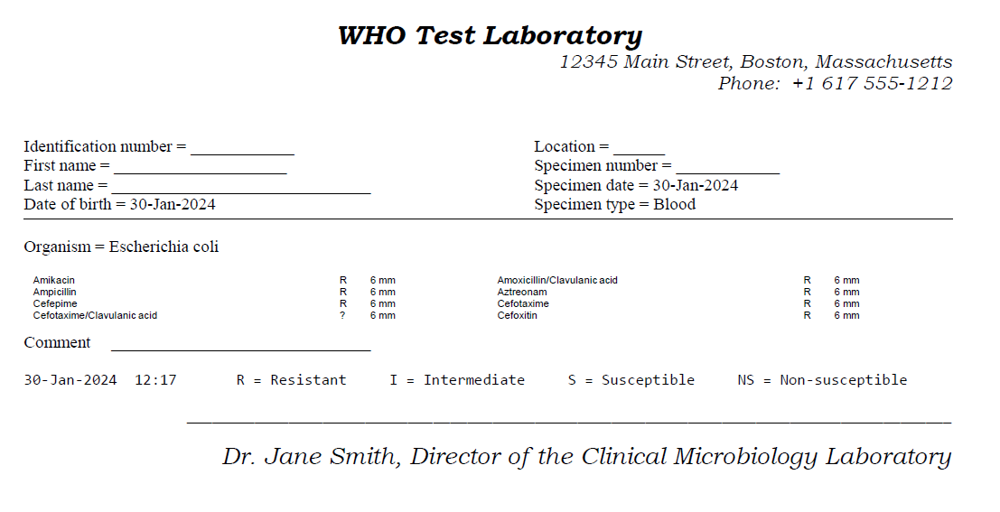 WHO Test Laboratory
12345 Main Street, Boston, Massachusetts
Phone:  +1 617 555-1212
Identification number = ____________ Location = ______
First name = ____________________ Specimen number = ____________
Last name = ______________________________ Specimen date = 30-Jan-2024
Date of birth = 30-Jan-2024 Specimen type = Blood
Organism = Escherichia coli
Amikacin R 6 mm Amoxicillin/Clavulanic acid R 6 mm
Ampicillin R 6 mm Aztreonam R 6 mm
Cefepime R 6 mm Cefotaxime R 6 mm
Cefotaxime/Clavulanic acid ? 6 mm Cefoxitin R 6 mm
Comment ______________________________
30-Jan-2024  12:17 R = Resistant I = Intermediate S = Susceptible NS = Non-susceptible
Dr. Jane Smith, Director of the Clinical Microbiology Laboratory